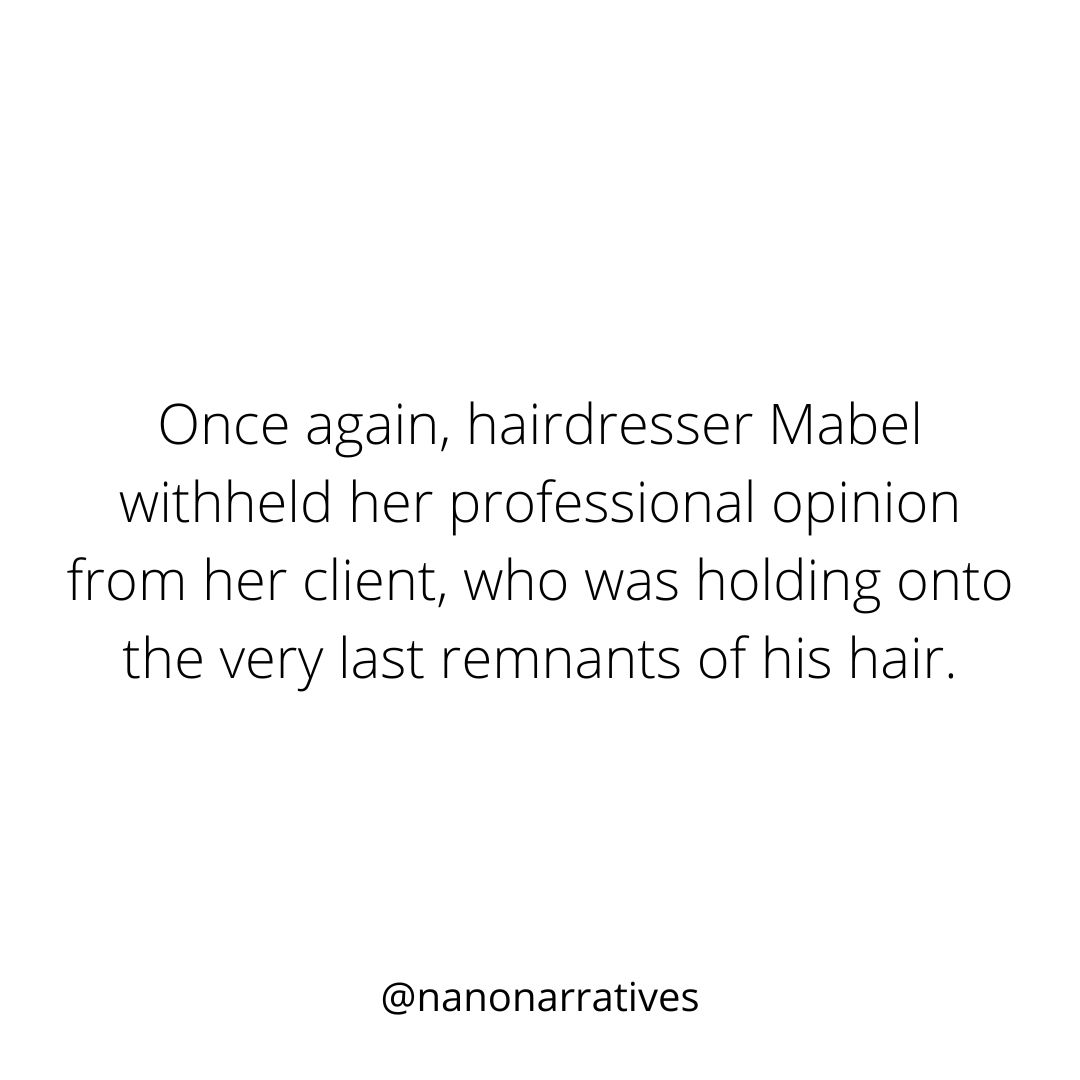 Once again, hairdresser Mabel
withheld her professional opinion
from her client, who was holding onto
the very last remnants of his hair.
@nanonarratives